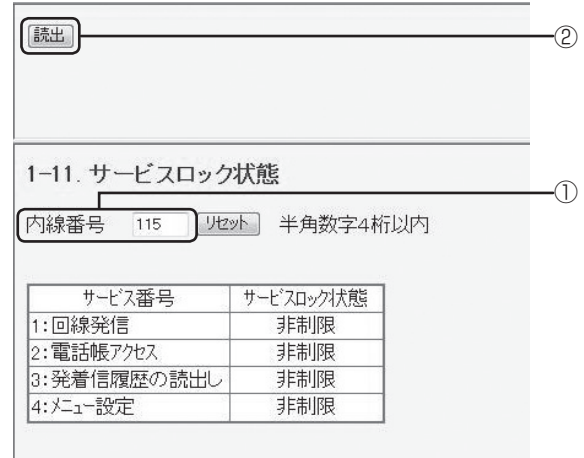 読出
②
1-11. サービスロック状態
①
内線番号 115 リセット 半角数字4桁以内
サービス番号 サービスロック状態
1:回線発信 非制限
2:電話帳アクセス 非制限
3:発着信履歴の読出し 非制限
4:メニュー設定 非制限